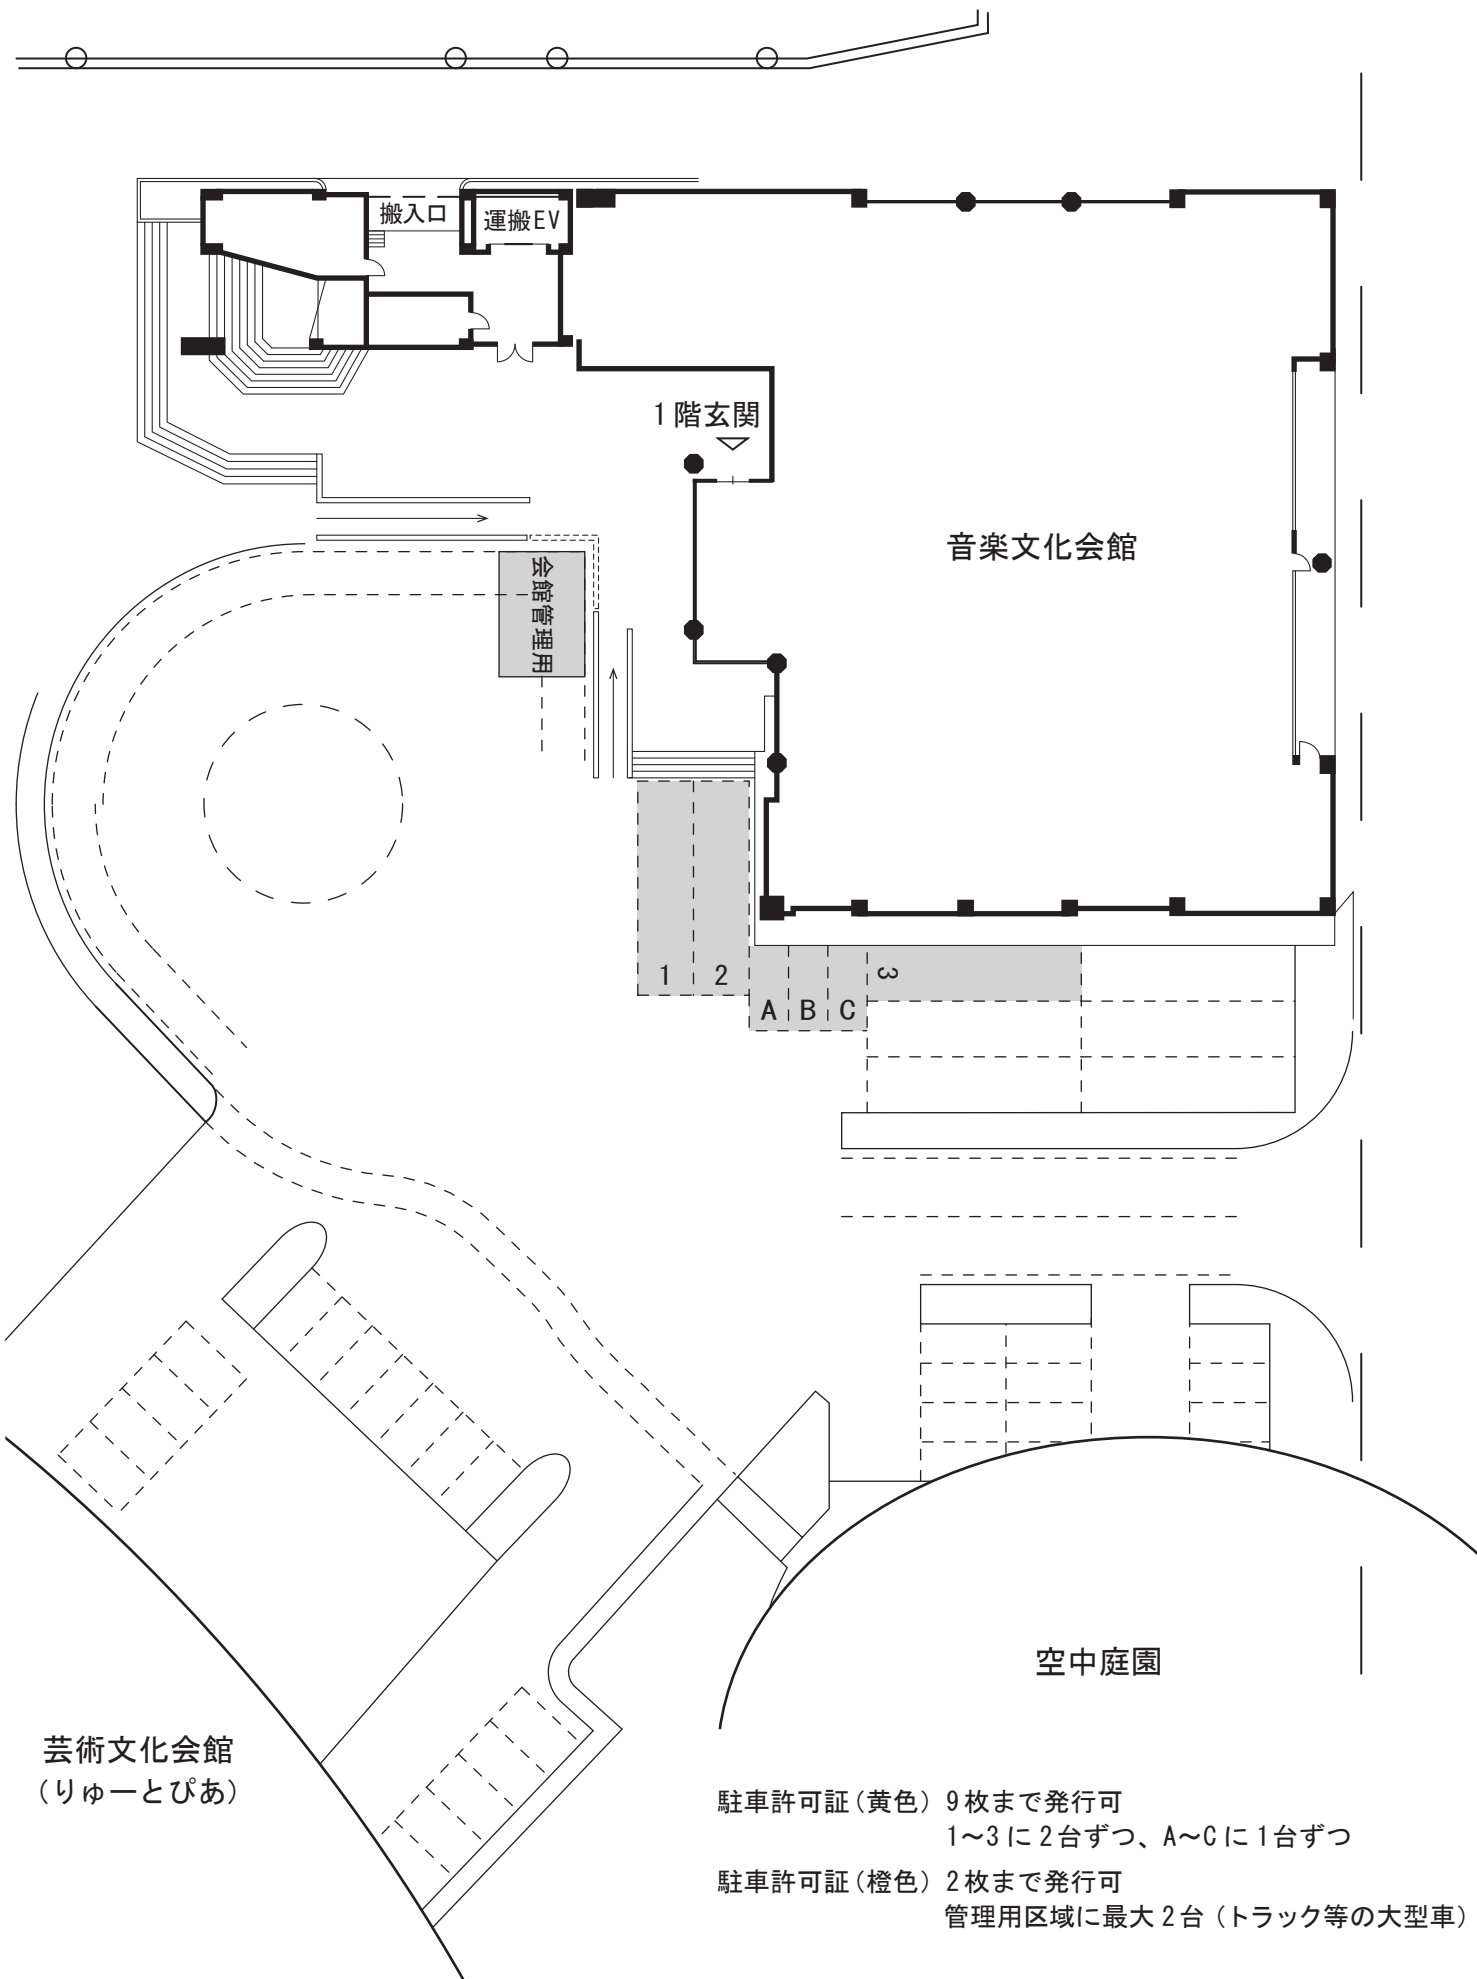 搬入口
運搬EV
1階玄関
音楽文化会館
会館管理用
1
2
3
A
B
C
空中庭園
芸術文化会館
（りゅーとぴあ）
駐車許可証（黄色）9枚まで発行可
1～3に2台ずつ、A～Cに1台ずつ
駐車許可証（橙色）2枚まで発行可
管理用区域に最大2台（トラック等の大型車）